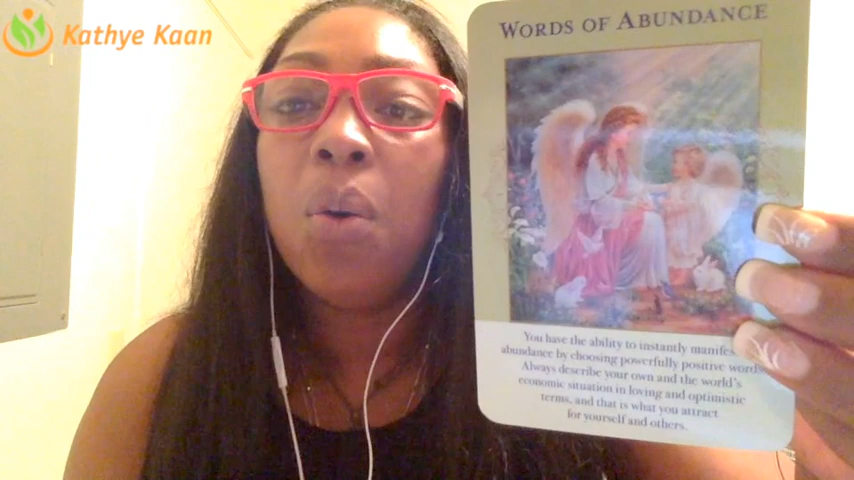 Kathye Kaan
WORDS OF ABUNDANCE
You have the ability to instantly
abundance by choosing powerfully positive words
Always describe your own and the world's
economic situation in loving and optimistic
terms, and that is what you attract
for yourself and others.